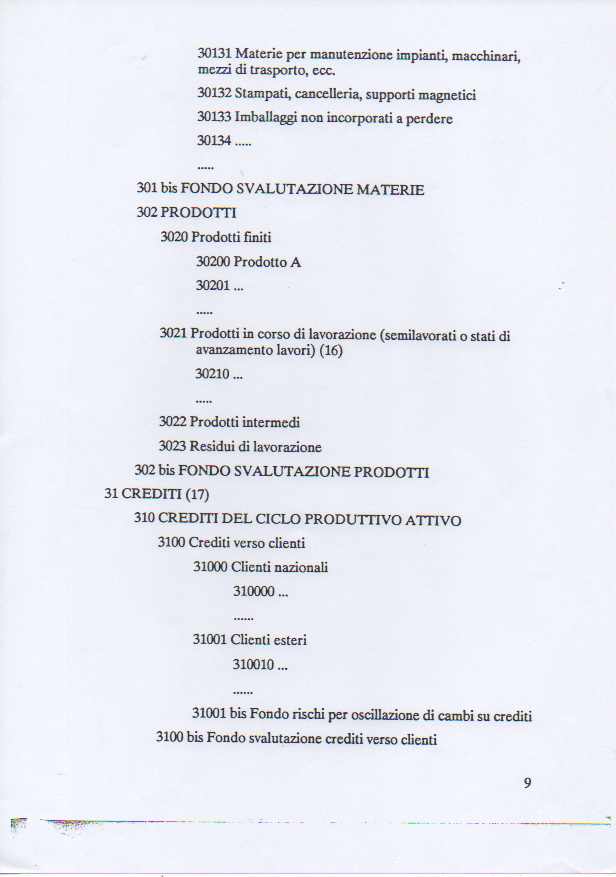 30131 Materie per manutenzione impianti, macchinari,
mezzi di trasporto, ecc.
30132 Stampati, cancelleria, supporti magnetici
30133 Imballaggi non incorporati a perdere
30134 .....
.....
301 bis FONDO SVALUTAZIONE MATERIE
302 PRODOTTI
3020 Prodotti finiti
30200 Prodotto A
30201 ...
.....
3021 Prodotti in corso di lavorazione (semilavorati o stati di
avanzamento lavori) (16)
30210 ...
.....
3022 Prodotti intermedi
3023 Residui di lavorazione
302 bis FONDO SVALUTAZIONE PRODOTTI
31 CREDITI (17)
310 CREDITI DEL CICLO PRODUTTIVO ATTIVO
3100 Crediti verso clienti
31000 Clienti nazionali
310000 ...
......
31001 Clienti esteri
310010 ...
......
31001 bis Fondo rischi per oscillazione di cambi su crediti
3100 bis Fondo svalutazione crediti verso clienti
9